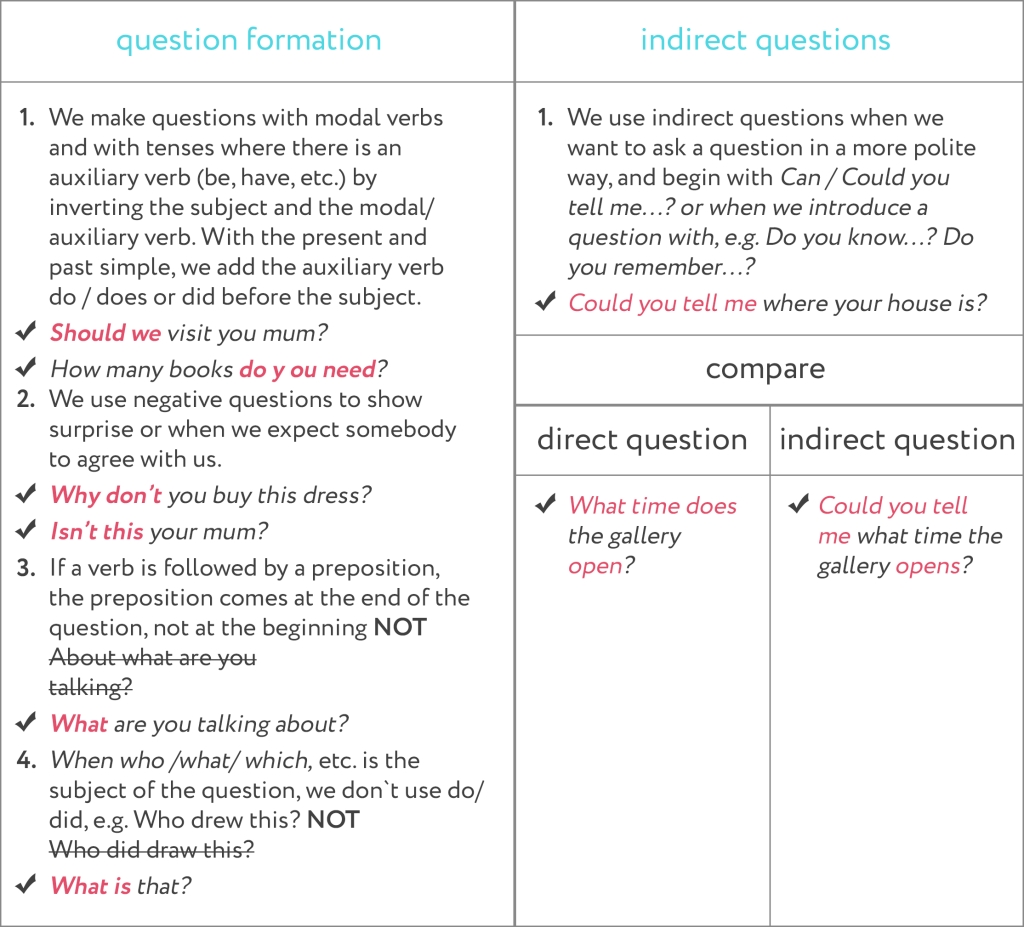 question formation
1. We make questions with modal verbs
and with tenses where there is an
auxiliary verb (be, have, etc.) by
inverting the subject and the modal/
auxiliary verb. With the present and
past simple, we add the auxiliary verb
do / does or did before the subject.
✓ Should we visit you mum?
✓ How many books do y ou need?
2. We use negative questions to show
surprise or when we expect somebody
to agree with us.
✓ Why don't you buy this dress?
✓ Isn't this your mum?
3. If a verb is followed by a preposition,
the preposition comes at the end of the
question, not at the beginning NOT
About what are you
talking?
✓ What are you talking about?
4. When who /what/ which, etc. is the
subject of the question, we don`t use do/
did, e.g. Who drew this? NOT
Who did draw this?
✓ What is that?
indirect questions
1. We use indirect questions when we
want to ask a question in a more polite
way, and begin with Can / Could you
tell me...? or when we introduce a
question with, e.g. Do you know...? Do
you remember...?
✓ Could you tell me where your house is?
compare
direct question
✓ What time does
the gallery
open?
indirect question
✓ Could you tell
me what time the
gallery opens?